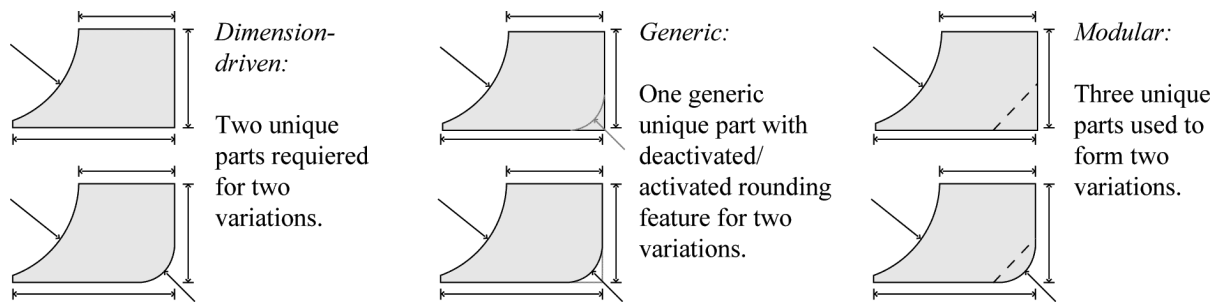 Dimension-
driven:
Two unique
parts requiered
for two
variations.
Generic:
One generic
unique part with
deactivated/
activated rounding
feature for two
variations.
Modular:
Three unique
parts used to
form two
variations.